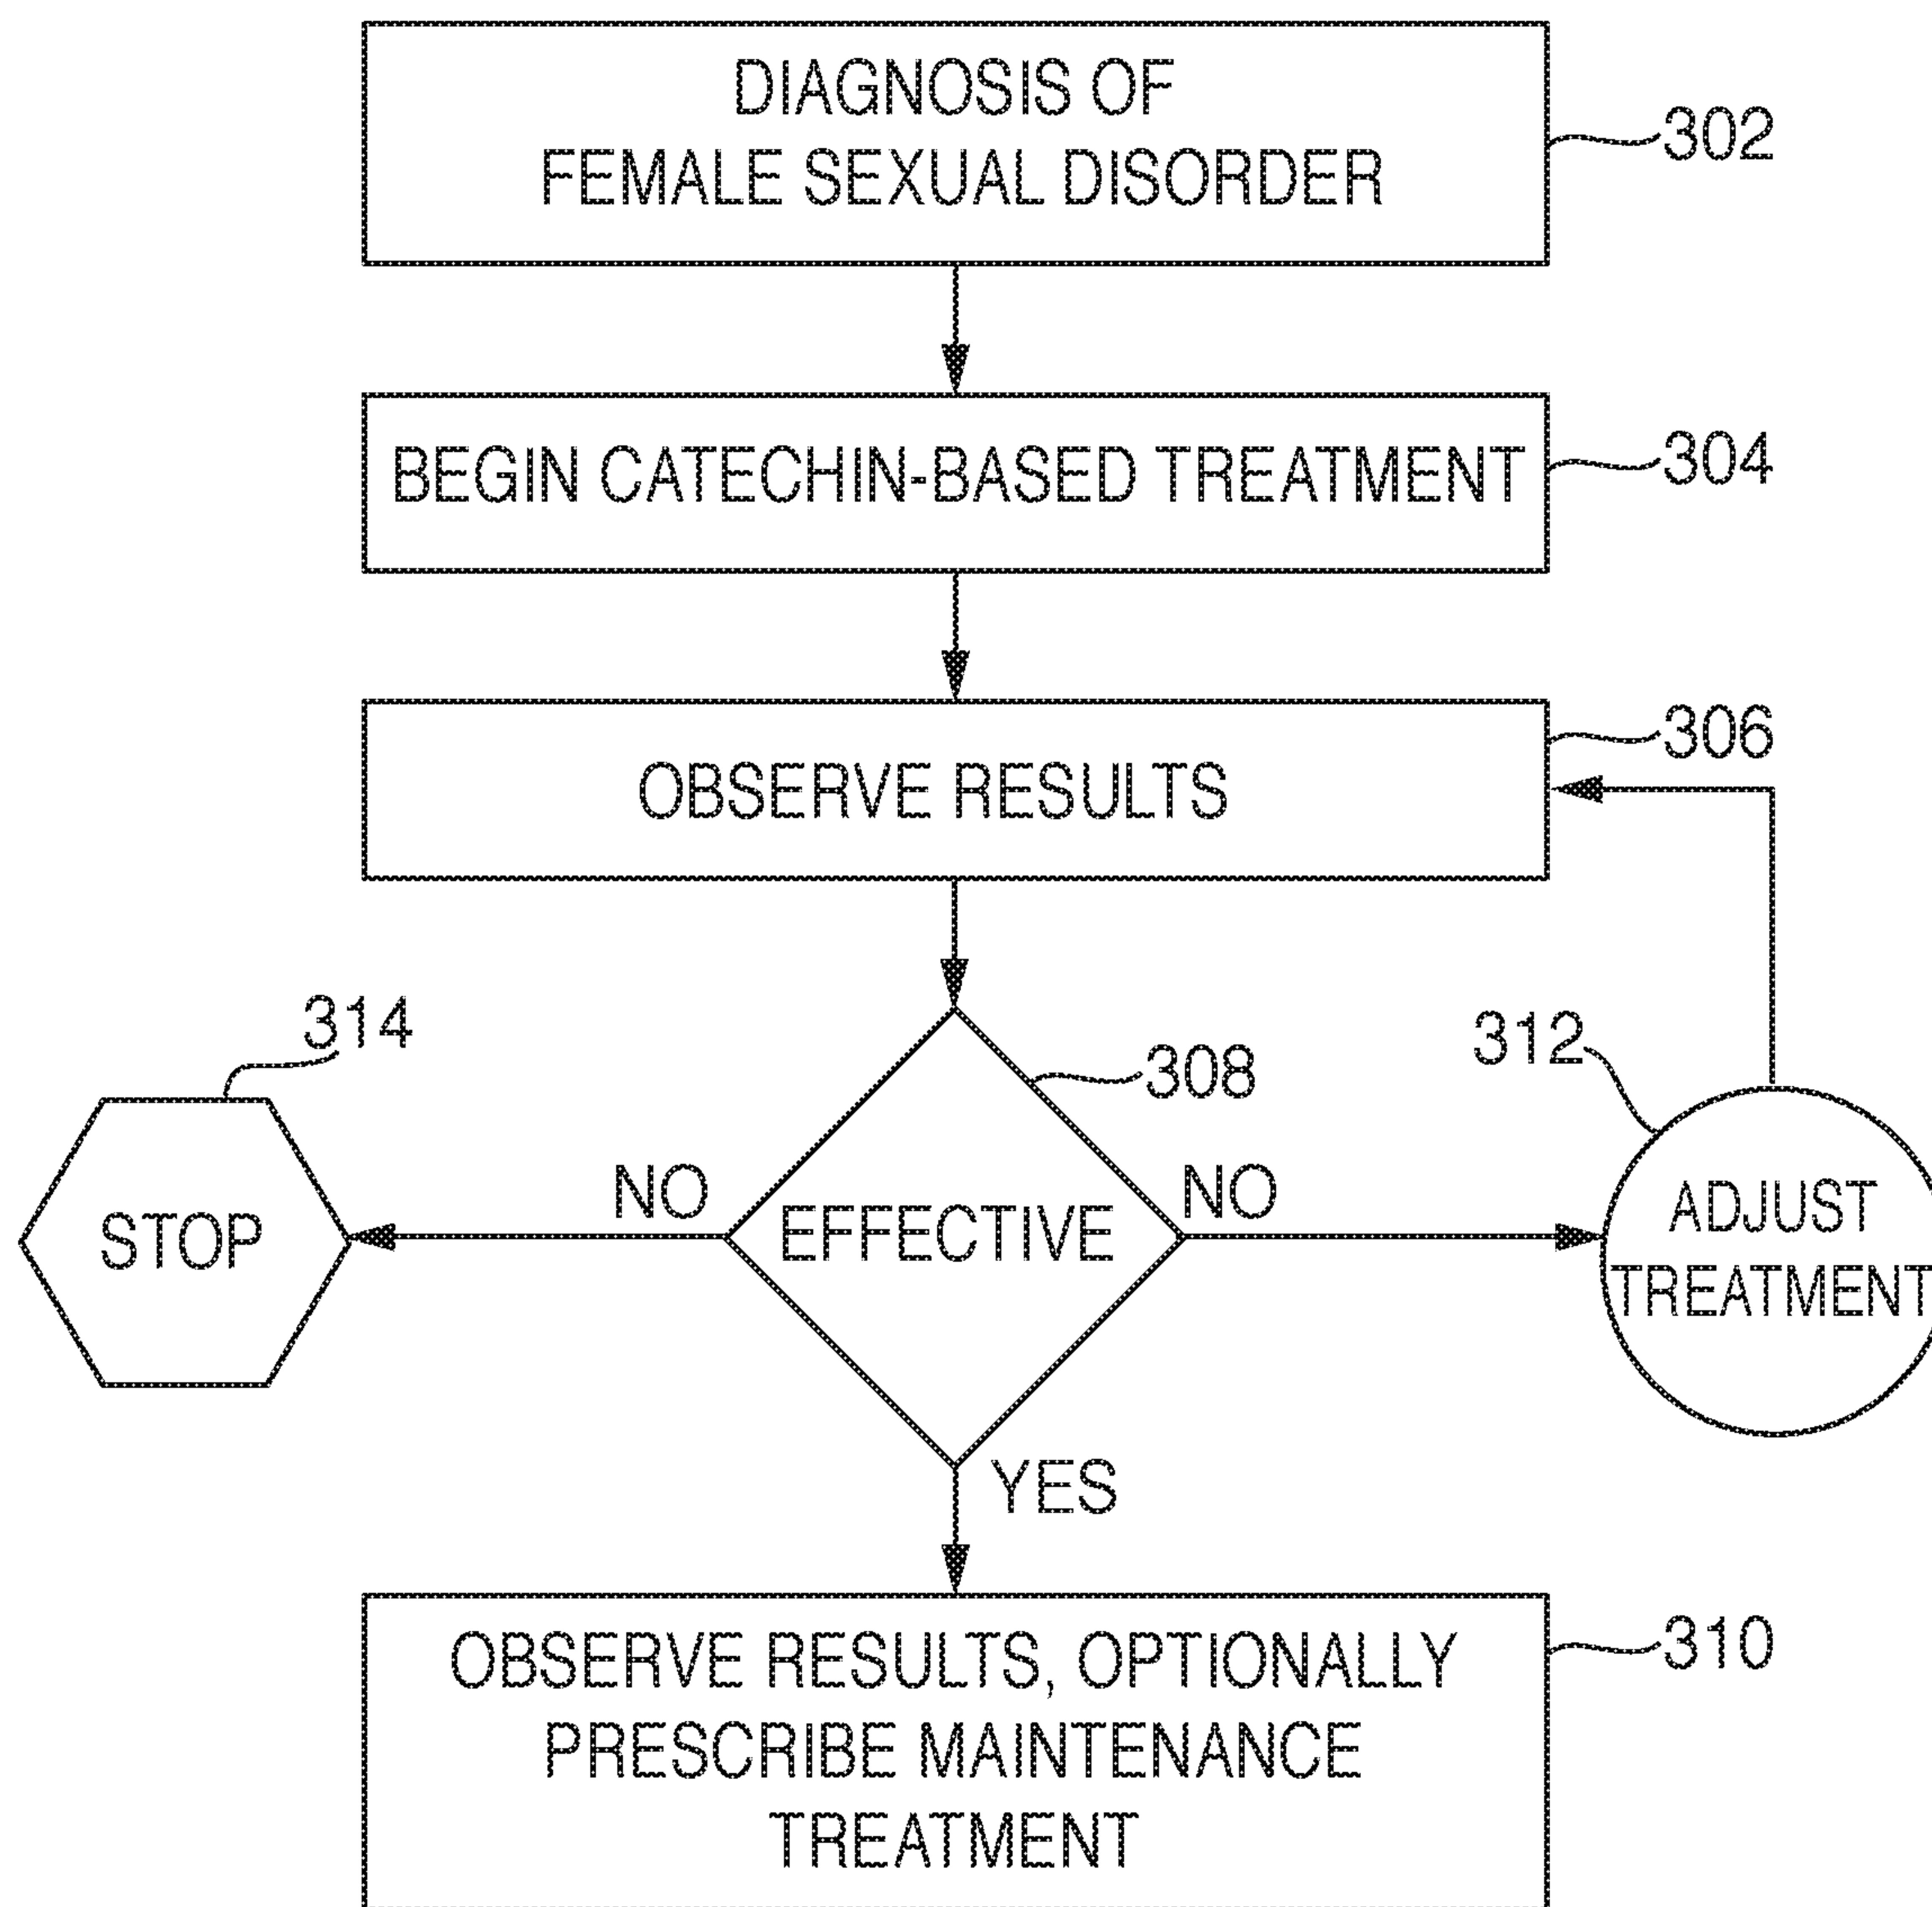 DIAGNOSIS OF
FEMALE SEXUAL DISORDER
302
BEGIN CATECHIN-BASED TREATMENT
304
306
OBSERVE RESULTS
314
308
312
NO
EFFECTIVE
NO
STOP
ADJUST
TREATMENT
YES
OBSERVE RESULTS, OPTIONALLY
PRESCRIBE MAINTENANCE
TREATMENT
310